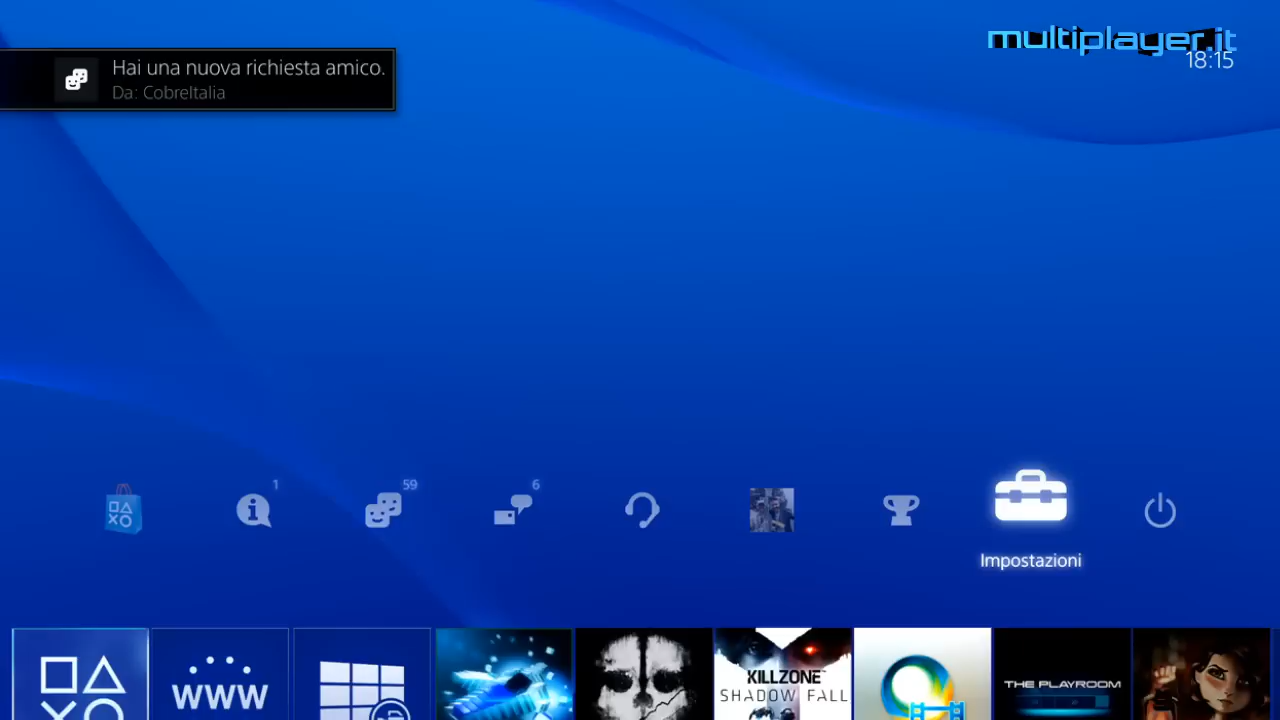 multiplayer.it
18:15
Hai una nuova richiesta amico.
Da: CobreItalia
1
59
6
Impostazioni
www
KILLZONE
SHADOW FALL
THE PLAYROOM